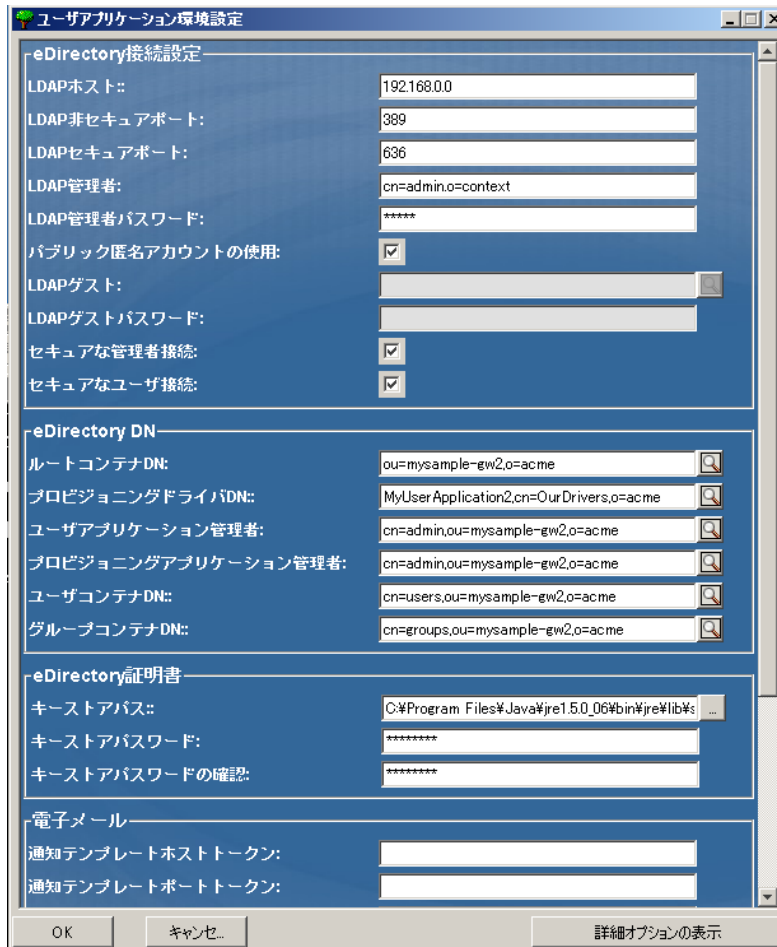 ユーザアプリケーション環境設定
eDirectory接続設定
LDAPホスト:: 192.168.0.0
LDAP非セキュアポート: 389
LDAPセキュアポート: 636
LDAP管理者: cn=admin.o=context
LDAP管理者パスワード: *****
パブリック匿名アカウントの使用:
LDAPゲスト:
LDAPゲストパスワード:
セキュアな管理者接続:
セキュアなユーザ接続:
eDirectory DN
ルートコンテナDN: ou=mysample-gw2,o=acme
プロビジョニングドライバDN:: MyUserApplication2,cn=OurDrivers,o=acme
ユーザアプリケーション管理者: cn=admin,ou=mysample-gw2,o=acme
プロビジョニングアプリケーション管理者: cn=admin,ou=mysample-gw2,o=acme
ユーザコンテナDN:: cn=users,ou=mysample-gw2,o=acme
グループコンテナDN:: cn=groups,ou=mysample-gw2,o=acme
eDirectory証明書
キーストアパス:: C:¥Program Files¥Java¥jre1.5.0_06¥bin¥jre¥lib¥s ...
キーストアパスワード: ********
キーストアパスワードの確認: ********
電子メール
通知テンプレートホストトークン:
通知テンプレートポートトークン:
OK キャンセ... 詳細オプションの表示